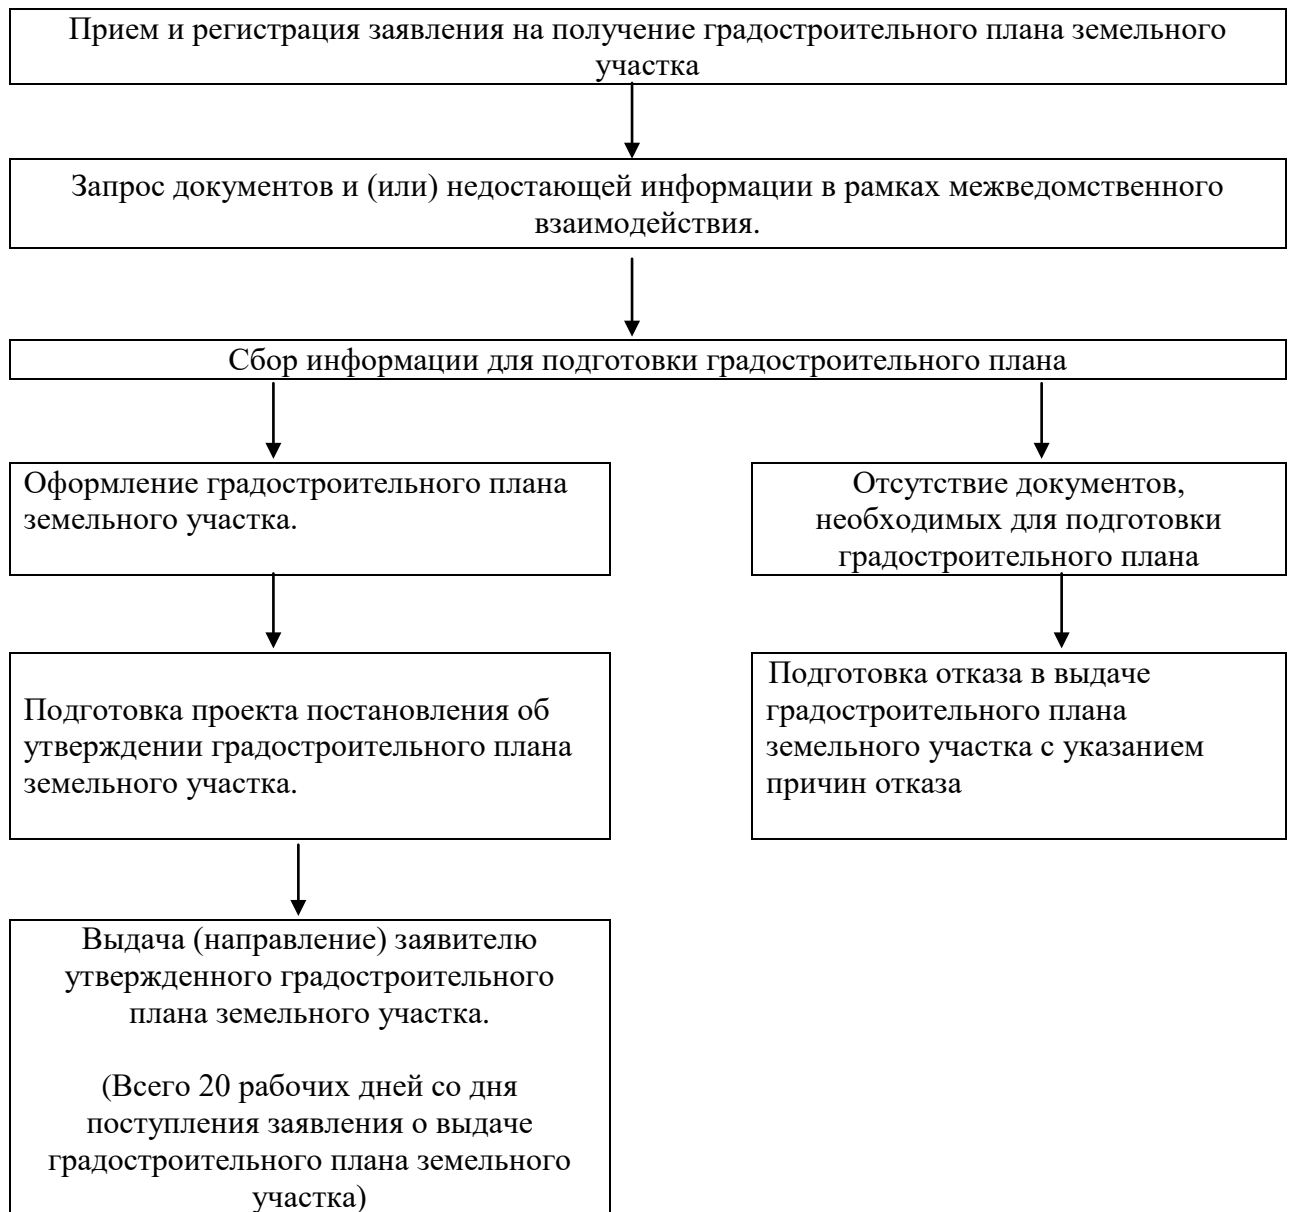 Прием и регистрация заявления на получение градостроительного плана земельного
участка
Запрос документов и (или) недостающей информации в рамках межведомственного
взаимодействия.
Сбор информации для подготовки градостроительного плана
Оформление градостроительного плана
земельного участка.
Отсутствие документов,
необходимых для подготовки
градостроительного плана
Подготовка проекта постановления об
утверждении градостроительного плана
земельного участка.
Подготовка отказа в выдаче
градостроительного плана
земельного участка с указанием
причин отказа
Выдача (направление) заявителю
утвержденного градостроительного
плана земельного участка.
(Всего 20 рабочих дней со дня
поступления заявления о выдаче
градостроительного плана земельного
участка)